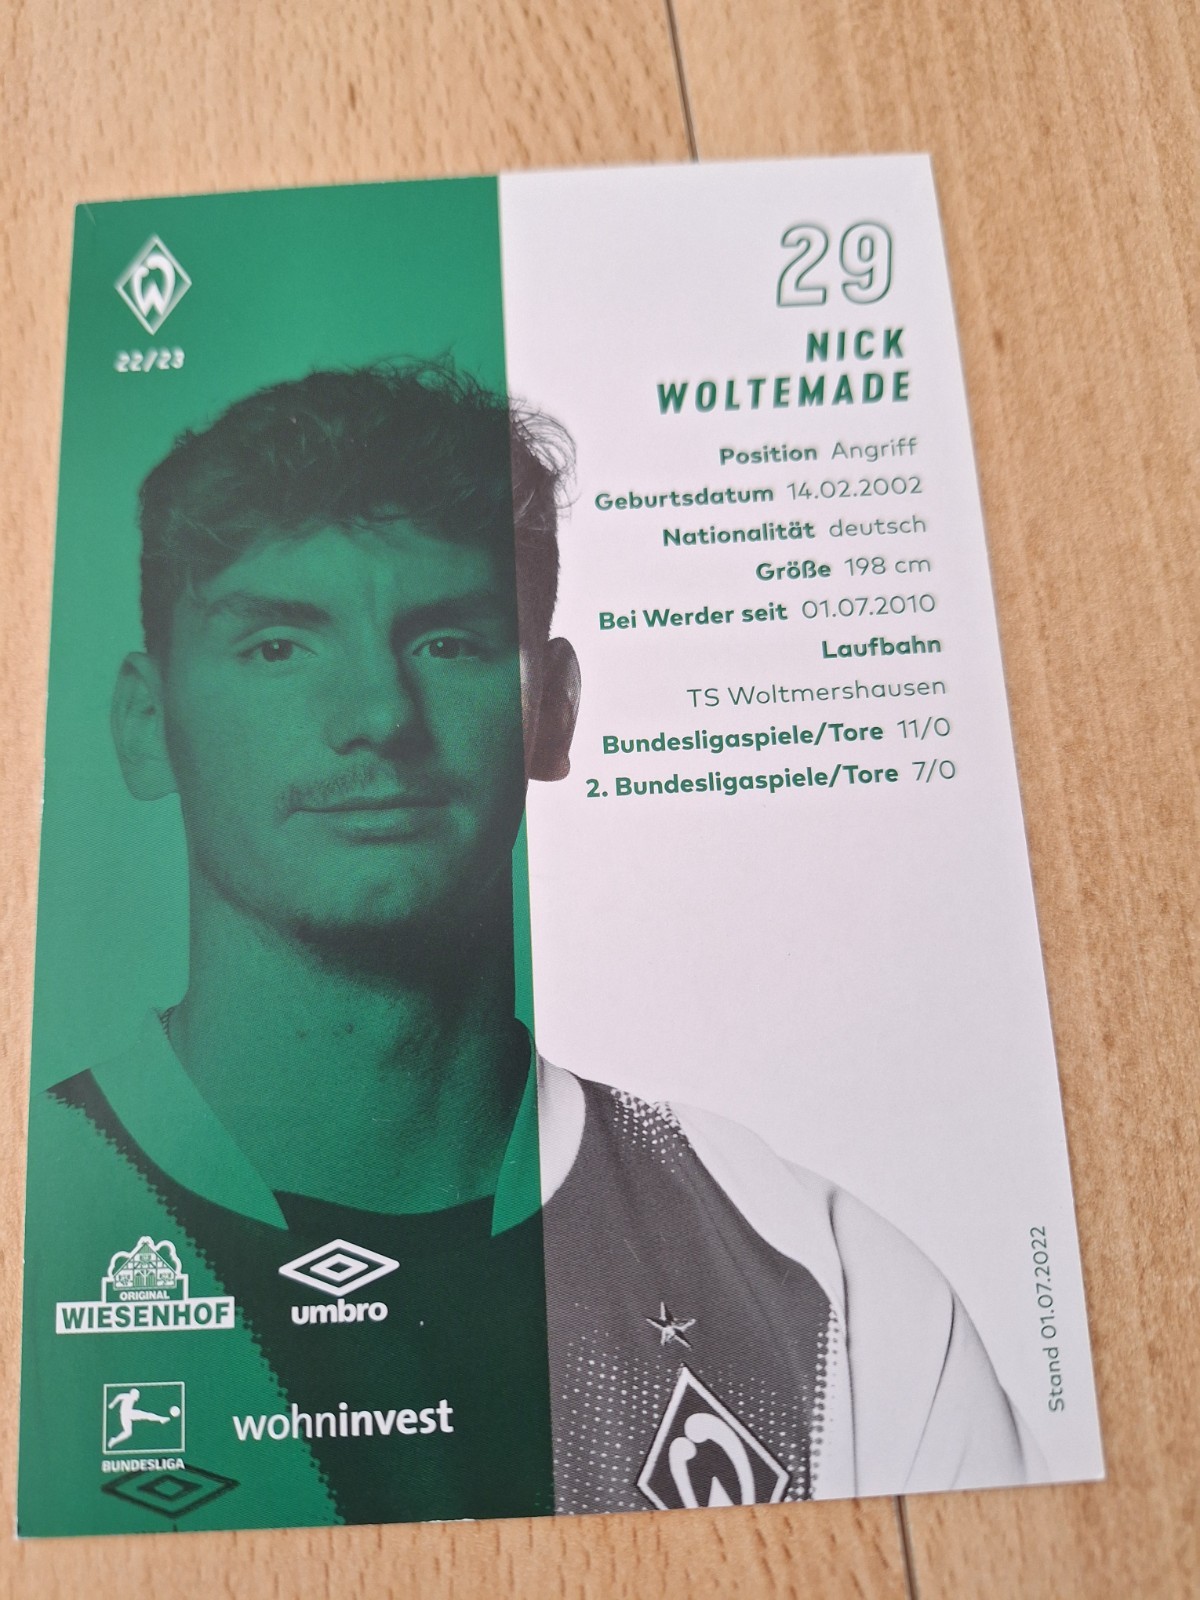 22/23
29
NICK
WOLTEMADE
Position Angriff
Geburtsdatum 14.02.2002
Nationalität deutsch
Größe 198 cm
Bei Werder seit 01.07.2010
Laufbahn
TS Woltmershausen
Bundesligaspiele/Tore 11/0
2. Bundesligaspiele/Tore 7/0
Stand 01.07.2022
ORIGINAL
WIESENHOF
umbro
BUNDESLIGA
wohninvest